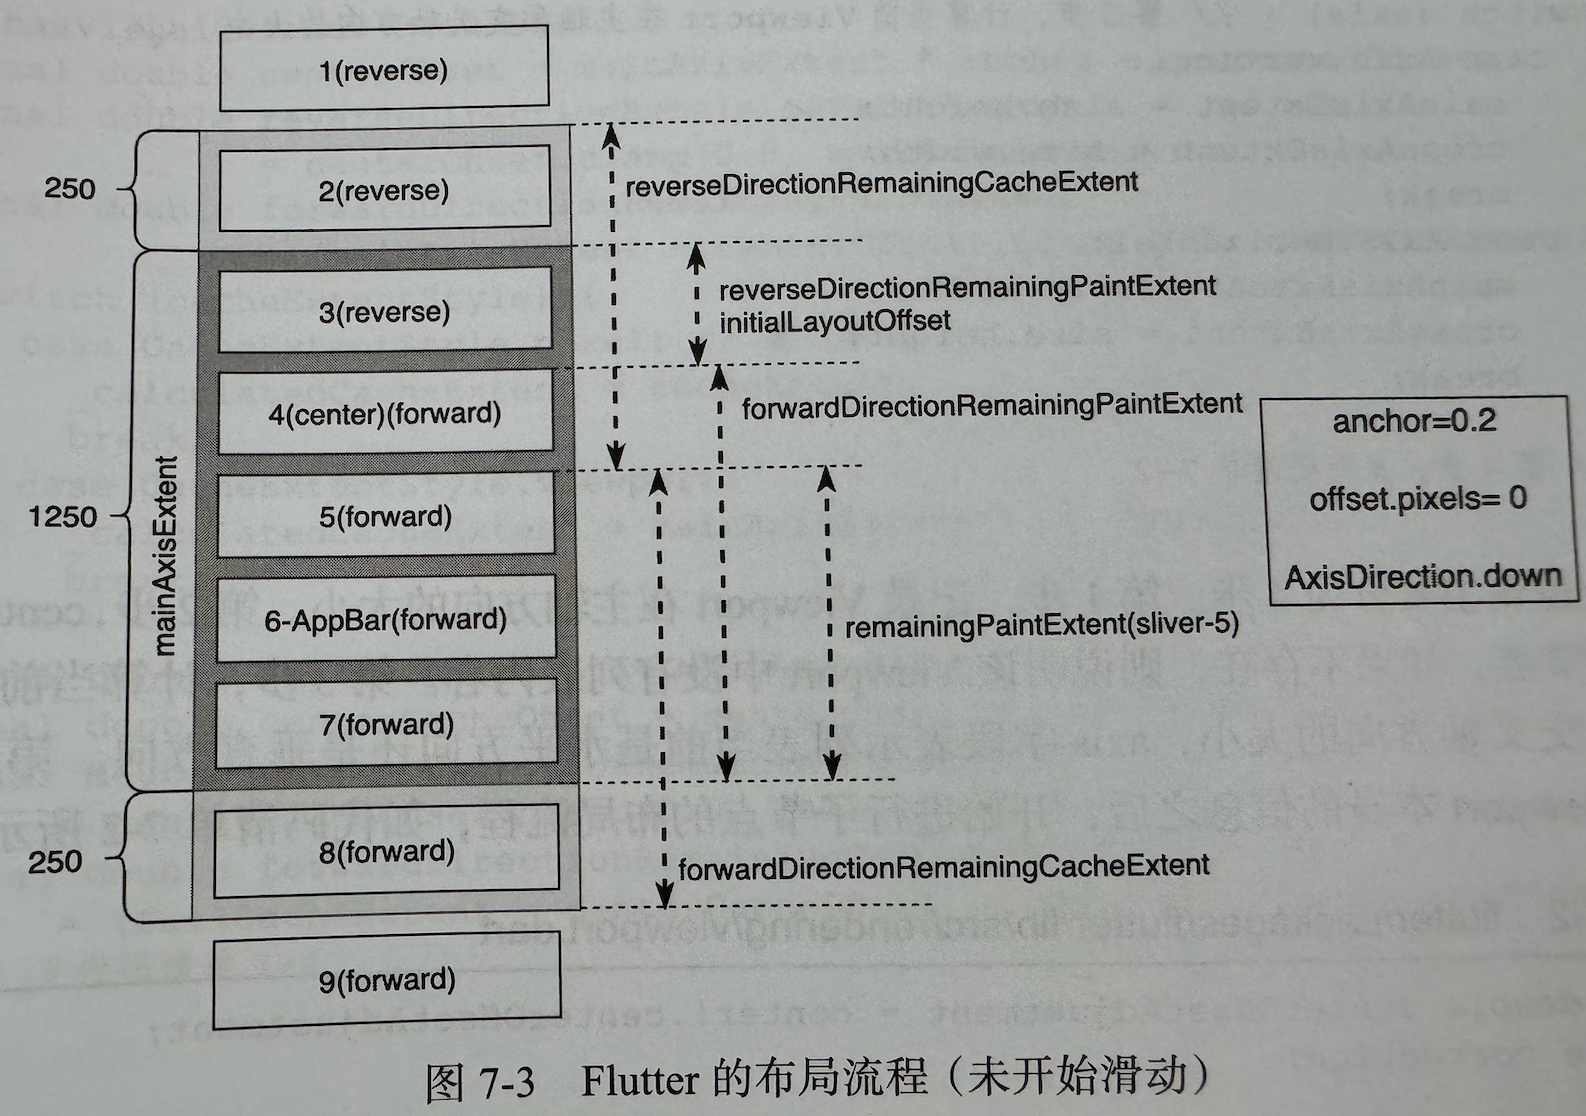 1(reverse)
250
2(reverse)
reverseDirectionRemainingCacheExtent
3(reverse)
reverseDirectionRemainingPaintExtent
initialLayoutOffset
4(center)(forward)
forwardDirectionRemainingPaintExtent
anchor=0.2
offset.pixels= 0
AxisDirection.down
1250
mainAxisExtent
5(forward)
6-AppBar(forward)
remainingPaintExtent(sliver-5)
7(forward)
250
8(forward)
forwardDirectionRemainingCacheExtent
9(forward)
图 7-3 Flutter 的布局流程（未开始滑动）